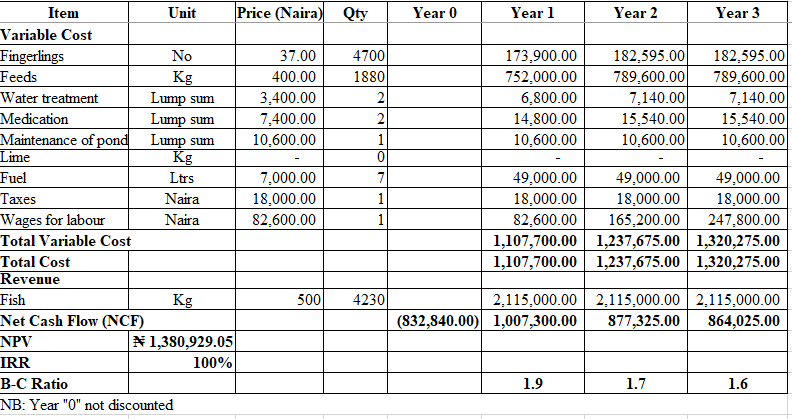 Item Unit Price (Naira) Qty Year 0 Year 1 Year 2 Year 3
Variable Cost
Fingerlings No 37.00 4700 173,900.00 182,595.00 182,595.00
Feeds Kg 400.00 1880 752,000.00 789,600.00 789,600.00
Water treatment Lump sum 3,400.00 2 6,800.00 7,140.00 7,140.00
Medication Lump sum 7,400.00 2 14,800.00 15,540.00 15,540.00
Maintenance of pond Lump sum 10,600.00 1 10,600.00 10,600.00 10,600.00
Lime Kg - 0 - - -
Fuel Ltrs 7,000.00 7 49,000.00 49,000.00 49,000.00
Taxes Naira 18,000.00 1 18,000.00 18,000.00 18,000.00
Wages for labour Naira 82,600.00 1 82,600.00 165,200.00 247,800.00
Total Variable Cost 1,107,700.00 1,237,675.00 1,320,275.00
Total Cost 1,107,700.00 1,237,675.00 1,320,275.00
Revenue
Fish Kg 500 4230 2,115,000.00 2,115,000.00 2,115,000.00
Net Cash Flow (NCF) (832,840.00) 1,007,300.00 877,325.00 864,025.00
NPV ₦ 1,380,929.05
IRR 100%
B-C Ratio 1.9 1.7 1.6
NB: Year "0" not discounted